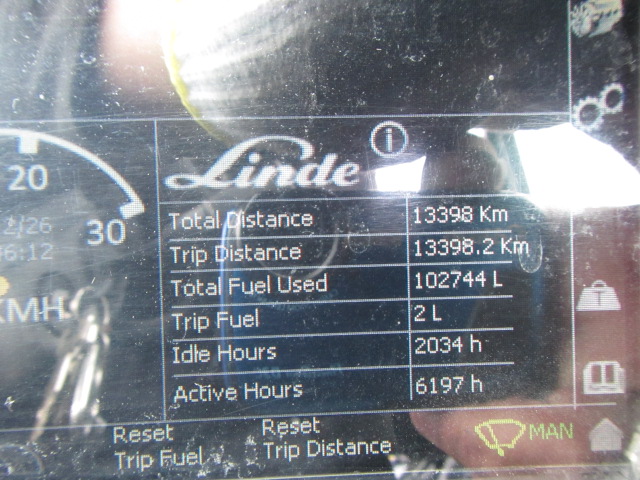 Linde
i
20
30
KMH
Total Distance 13398 Km
Trip Distance 13398.2 Km
Total Fuel Used 102744 L
Trip Fuel 2 L
Idle Hours 2034 h
Active Hours 6197 h
Reset Trip Fuel
Reset Trip Distance
MAN